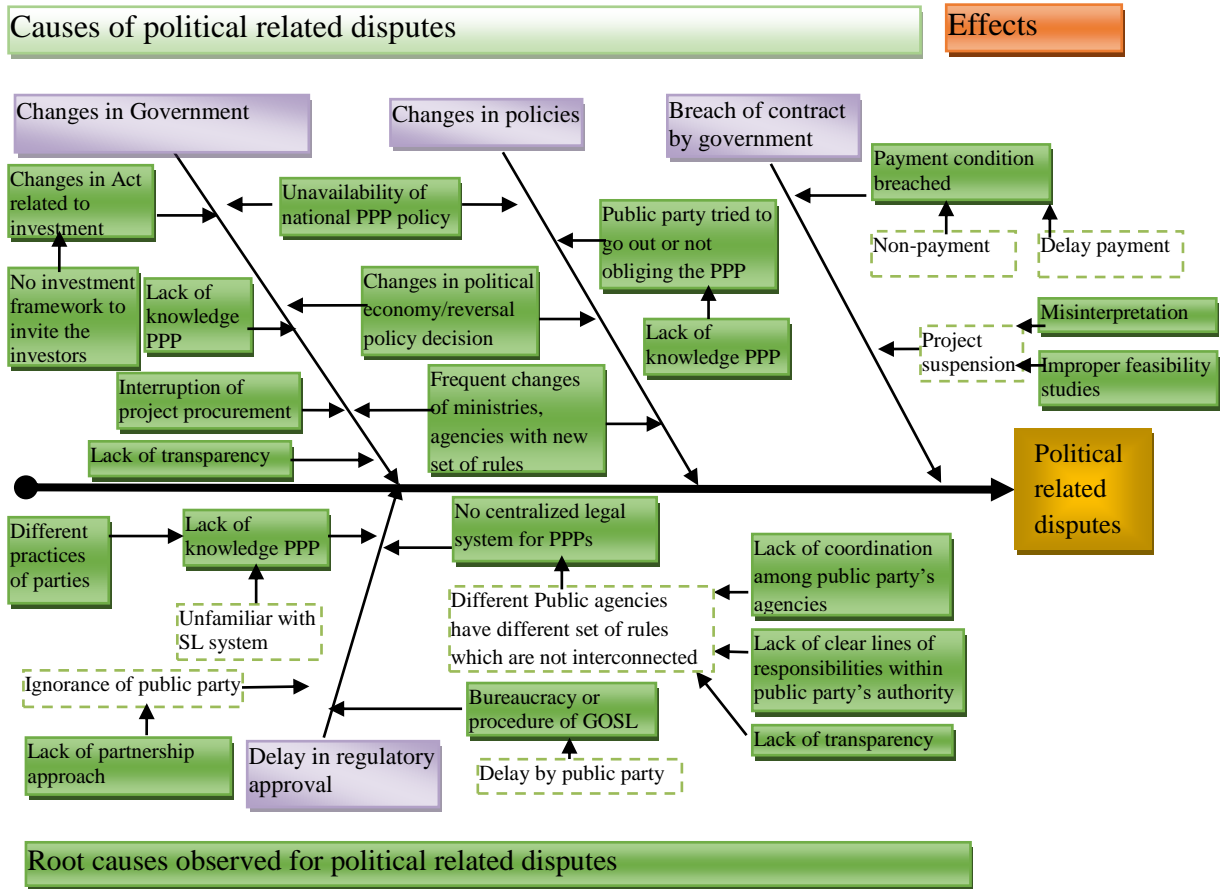 Causes of political related disputes
Effects
Changes in Government
Changes in policies
Breach of contract
by government
Changes in Act
related to
investment
Unavailability of
national PPP policy
Public party tried to
go out or not
obliging the PPP
Payment condition
breached
Non-payment
Delay payment
No investment
framework to
invite the
investors
Lack of
knowledge
PPP
Changes in political
economy/reversal
policy decision
Lack of
knowledge PPP
Project
suspension
Misinterpretation
Improper feasibility
studies
Interruption of
project procurement
Frequent changes
of ministries,
agencies with new
set of rules
Lack of transparency
Political
related
disputes
Different
practices
of parties
Lack of
knowledge PPP
No centralized legal
system for PPPs
Lack of coordination
among public party’s
agencies
Unfamiliar with
SL system
Different Public agencies
have different set of rules
which are not interconnected
Lack of clear lines of
responsibilities within
public party’s authority
Ignorance of public party
Bureaucracy or
procedure of GOSL
Lack of transparency
Lack of partnership
approach
Delay in regulatory
approval
Delay by public party
Root causes observed for political related disputes